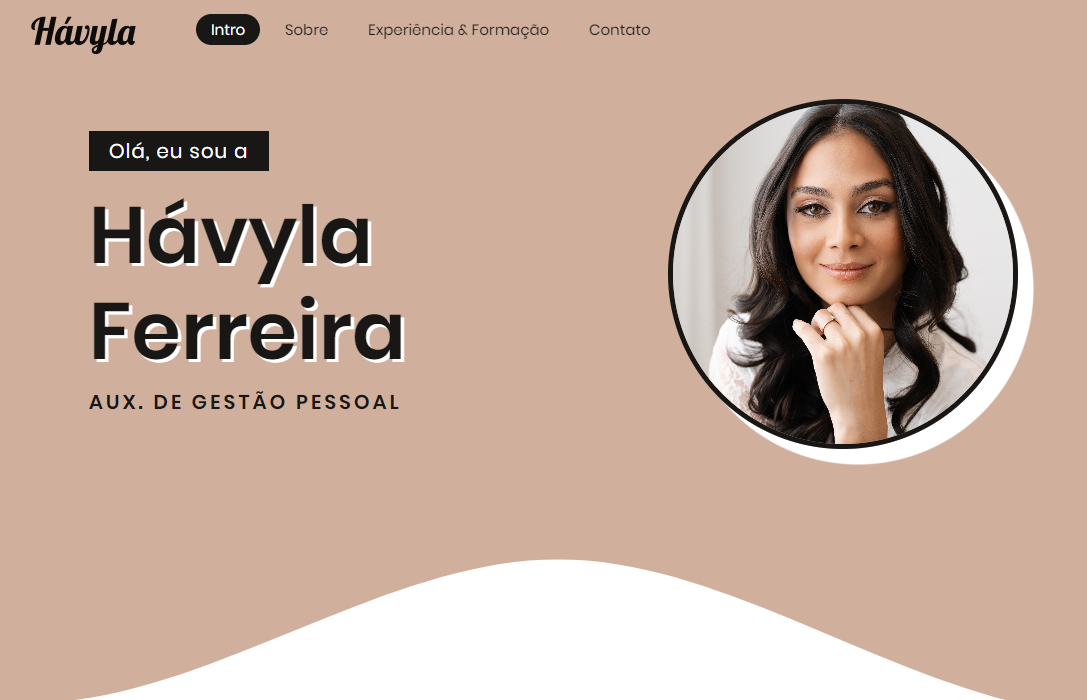 Hávyla
Intro
Sobre
Experiência & Formação
Contato
Olá, eu sou a
Hávyla
Ferreira
AUX. DE GESTÃO PESSOAL